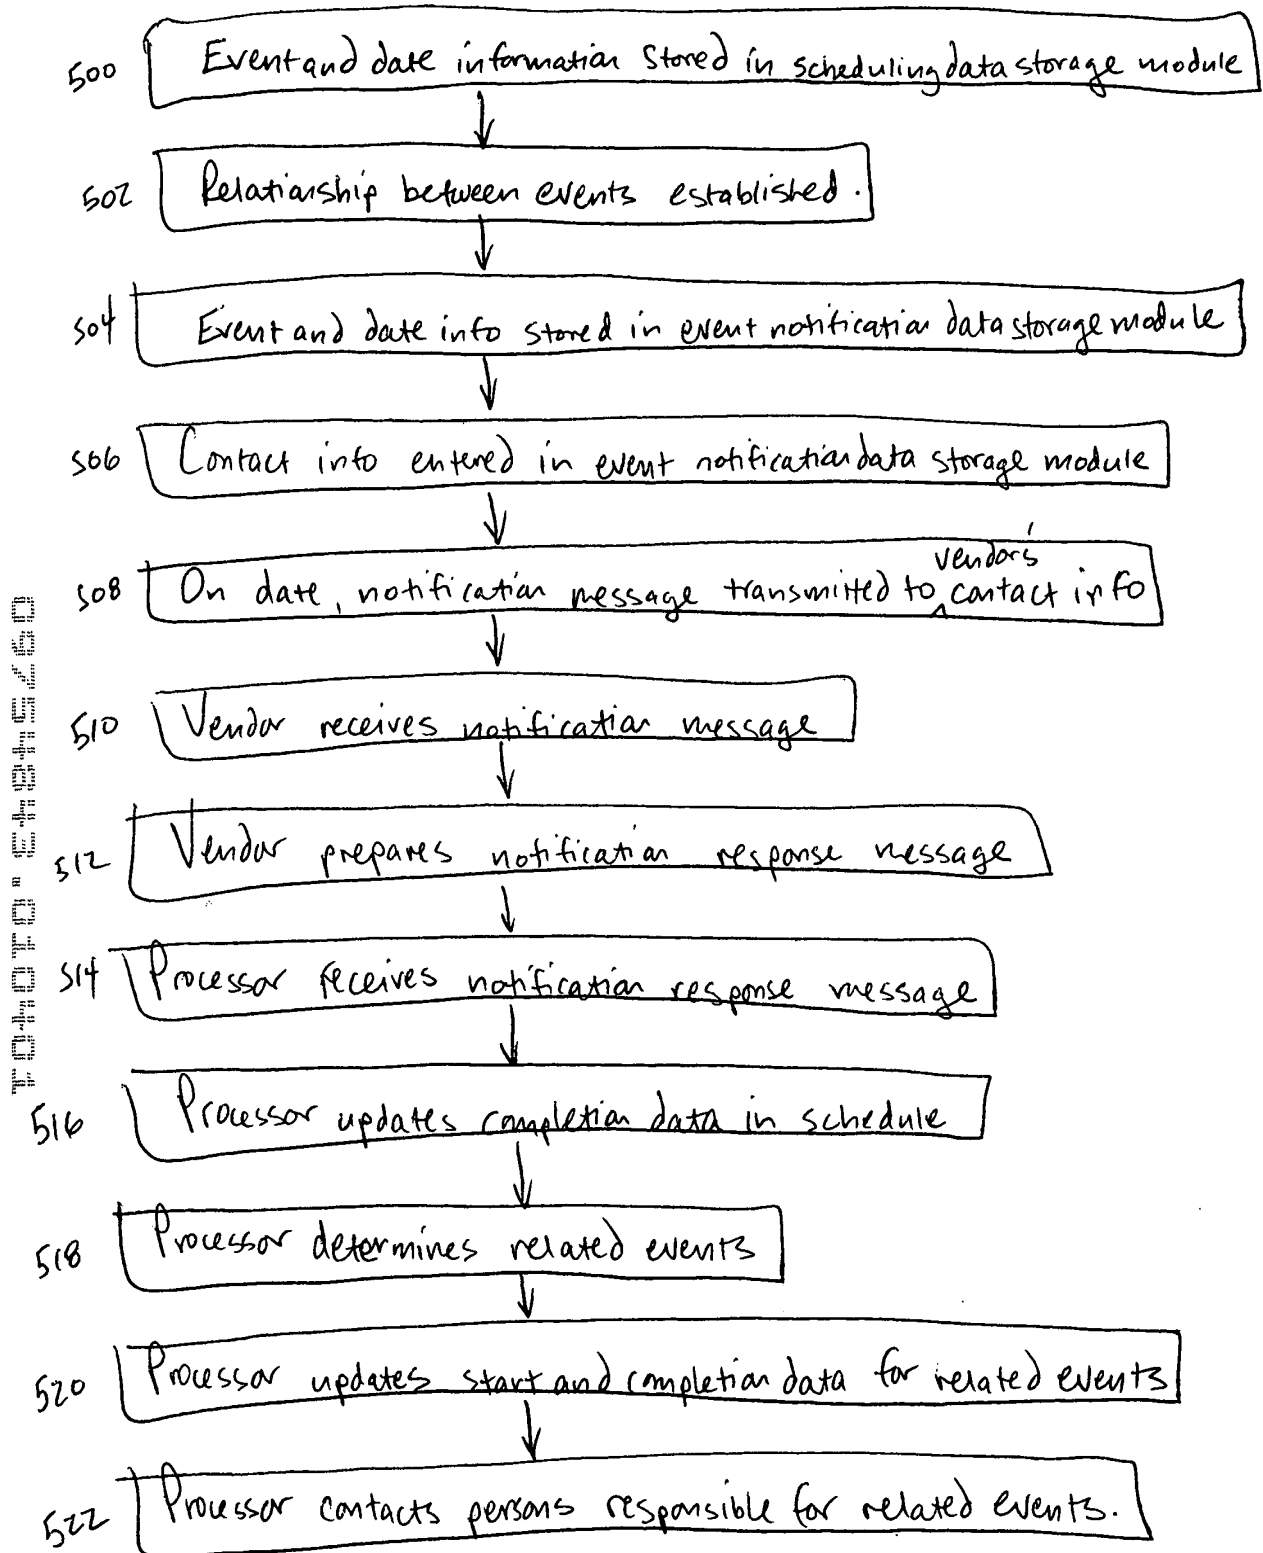 500 Event and date information stored in scheduling data storage module
502 Relationship between events established.
504 Event and date info stored in event notification data storage module
506 Contact info entered in event notification data storage module
vendor's
508 On date, notification message transmitted to ^ contact info
510 Vendor receives notification message
512 Vendor prepares notification response message
514 Processor receives notification response message
516 Processor updates completion data in schedule
518 Processor determines related events
520 Processor updates start and completion data for related events
522 Processor contacts persons responsible for related events.
09754843.010401